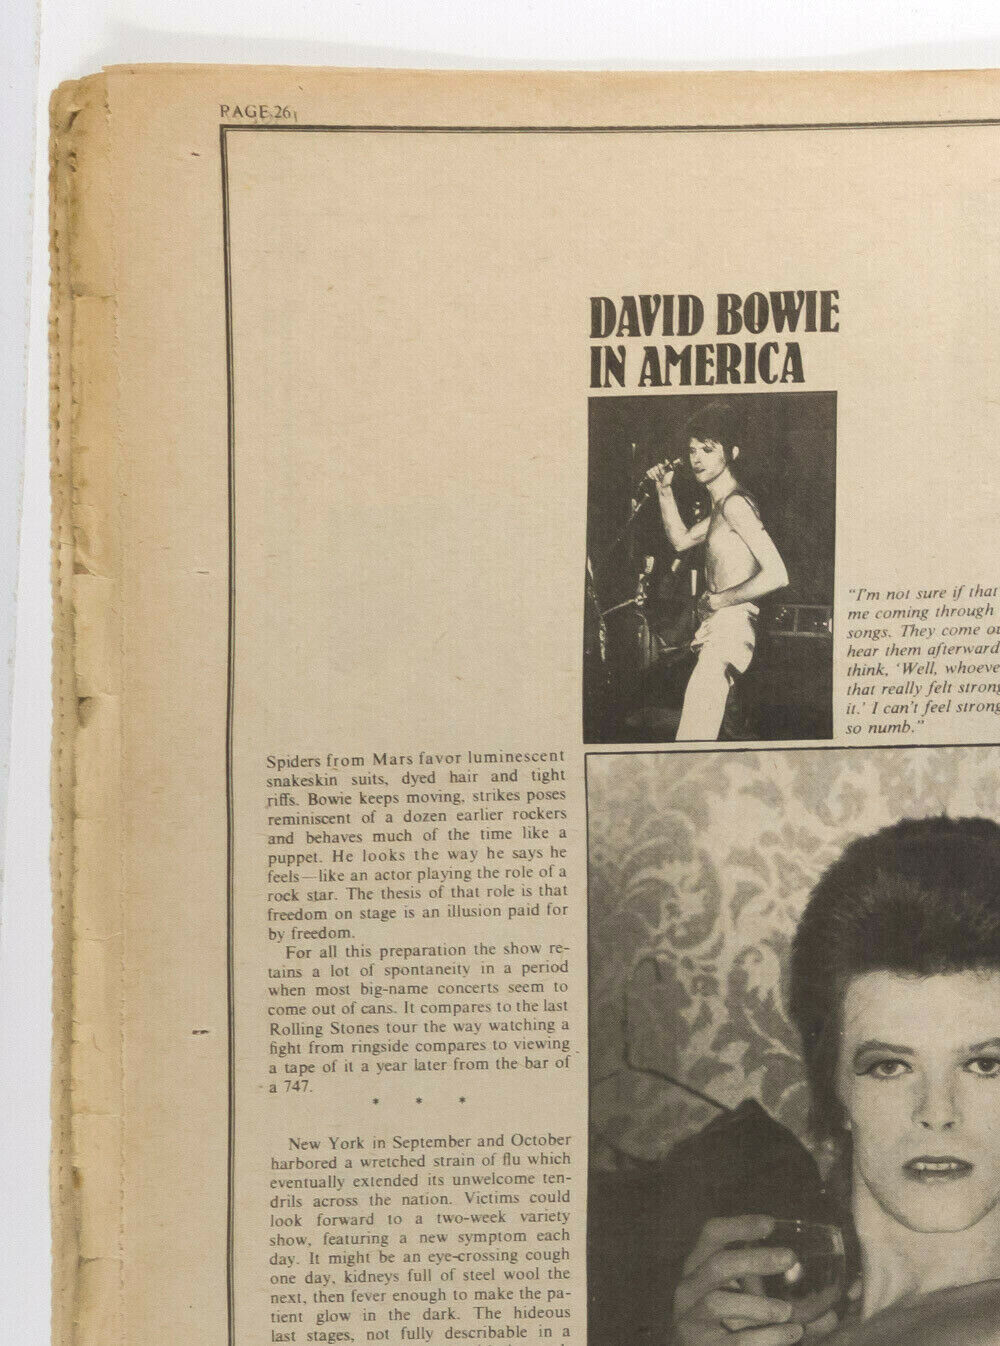 PAGE 26
DAVID BOWIE
IN AMERICA
"I'm not sure if that
me coming through
songs. They come
hear them afterward
think, 'Well,
that really felt
it.' I can't feel
so numb."
Spiders from Mars favor luminescent
snakeskin suits, dyed hair and tight
riffs. Bowie keeps moving, strikes poses
reminiscent of a dozen earlier rockers
and behaves much of the time like a
puppet. He looks the way he says he
feels—like an actor playing the role of a
rock star. The thesis of that role is that
freedom on stage is an illusion paid for
by freedom.
For all this preparation the show re-
tains a lot of spontaneity in a period
when most big-name concerts seem to
come out of cans. It compares to the last
Rolling Stones tour the way watching a
fight from ringside compares to viewing
a tape of it a year later from the bar of
a 747.
* * *
New York in September and October
harbored a wretched strain of flu which
eventually extended its unwelcome ten-
drils across the nation. Victims could
look forward to a two-week variety
show, featuring a new symptom each
day. It might be an eye-crossing cough
one day, kidneys full of steel wool the
next, then fever enough to make the pa-
tient glow in the dark. The hideous
last stages, not fully describable in a